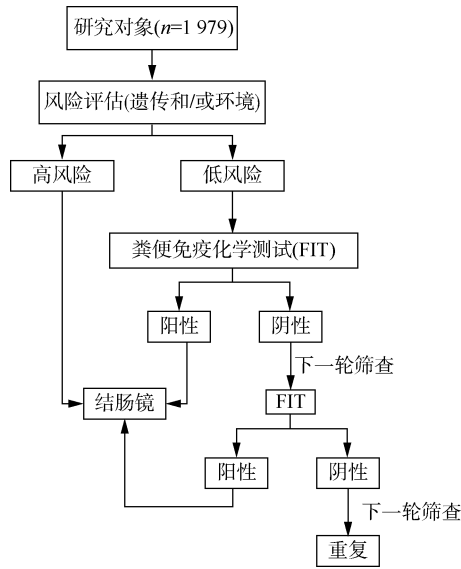 研究对象(n=1 979)
风险评估(遗传和/或环境)
高风险
低风险
粪便免疫化学测试(FIT)
阳性
阴性
下一轮筛查
结肠镜
FIT
阳性
阴性
下一轮筛查
重复